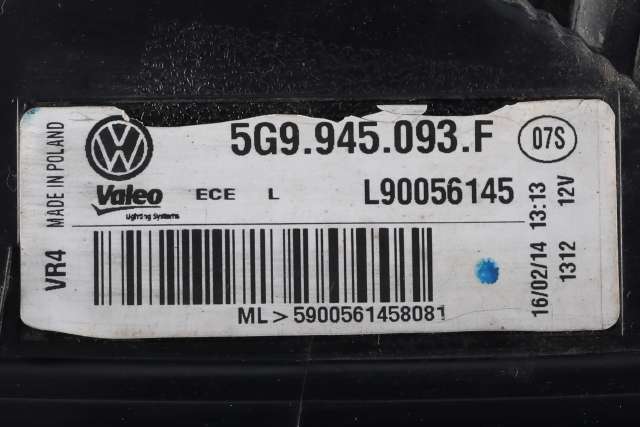 MADE IN POLAND
VR4
VW
Valeo
Lighting Systems
ECE L
5G9.945.093.F
07S
L90056145
ML>5900561458081
16/02/14 13:13
1312 12V